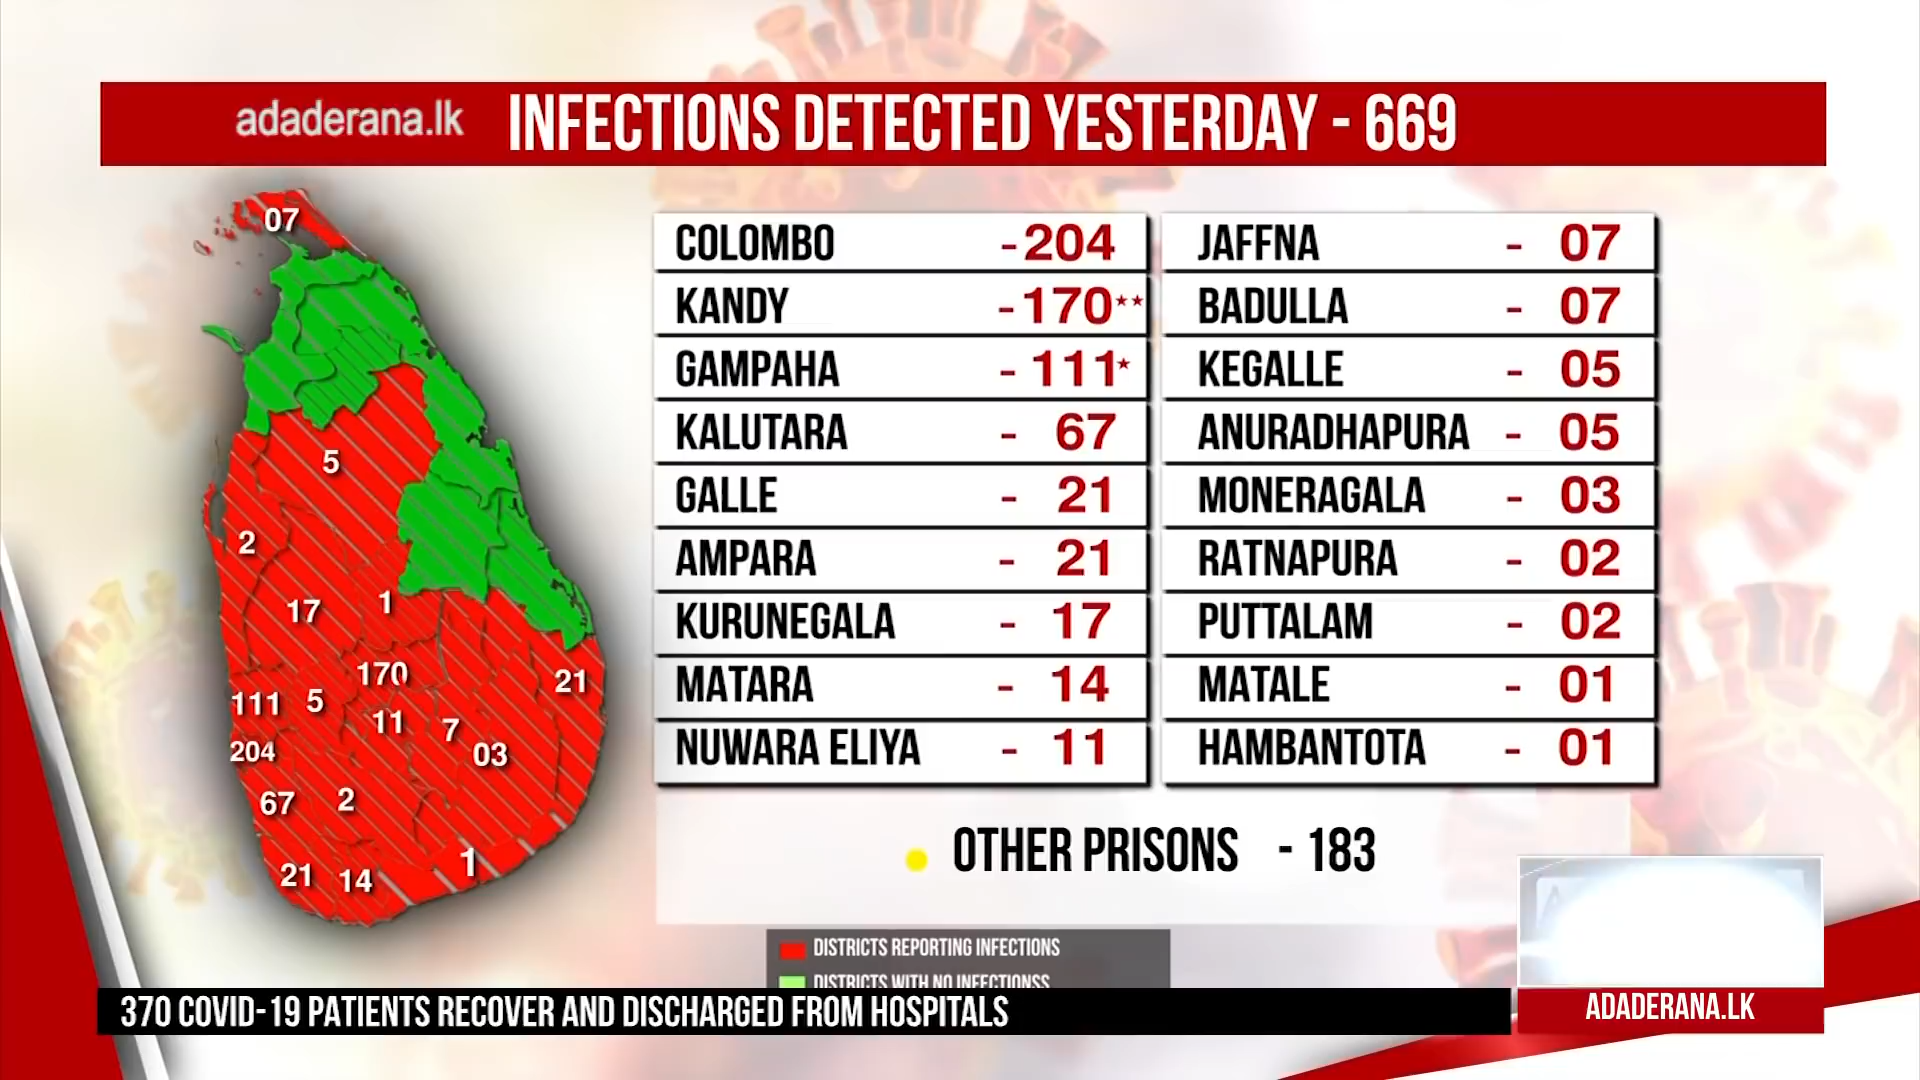 adaderana.lk INFECTIONS DETECTED YESTERDAY - 669
COLOMBO - 204
KANDY - 170**
GAMPAHA - 111*
KALUTARA - 67
GALLE - 21
AMPARA - 21
KURUNEGALA - 17
MATARA - 14
NUWARA ELIYA - 11
JAFFNA - 07
BADULLA - 07
KEGALLE - 05
ANURADHAPURA - 05
MONERAGALA - 03
RATNAPURA - 02
PUTTALAM - 02
MATALE - 01
HAMBANTOTA - 01
07
5
2
17
1
170
21
111
5
11
7
204
03
67
2
21
14
1
OTHER PRISONS - 183
DISTRICTS REPORTING INFECTIONS
DISTRICTS WITH NO INFECTIONSS
370 COVID-19 PATIENTS RECOVER AND DISCHARGED FROM HOSPITALS
ADADERANA.LK